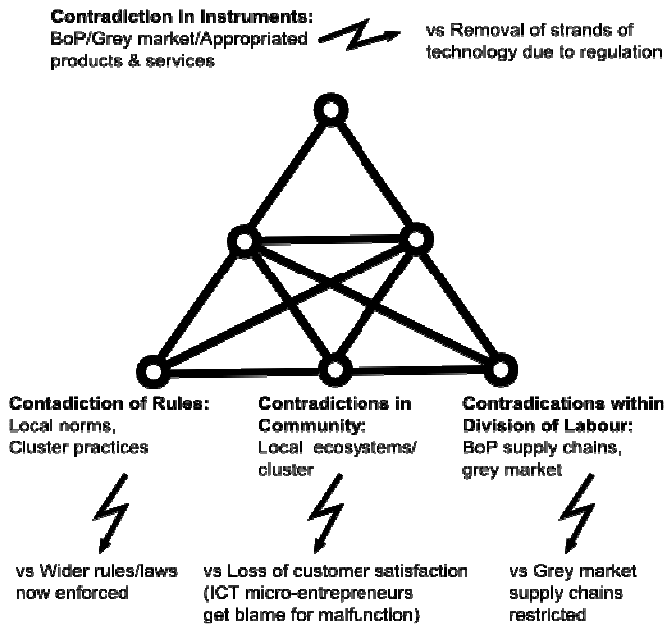 Contradiction in Instruments:
BoP/Grey market/Appropriated
products & services
vs Removal of strands of
technology due to regulation
Contadiction of Rules:
Local norms,
Cluster practices
Contradictions in
Community:
Local ecosystems/
cluster
Contradications within
Division of Labour:
BoP supply chains,
grey market
vs Wider rules/laws
now enforced
vs Loss of customer satisfaction
(ICT micro-entrepreneurs
get blame for malfunction)
vs Grey market
supply chains
restricted